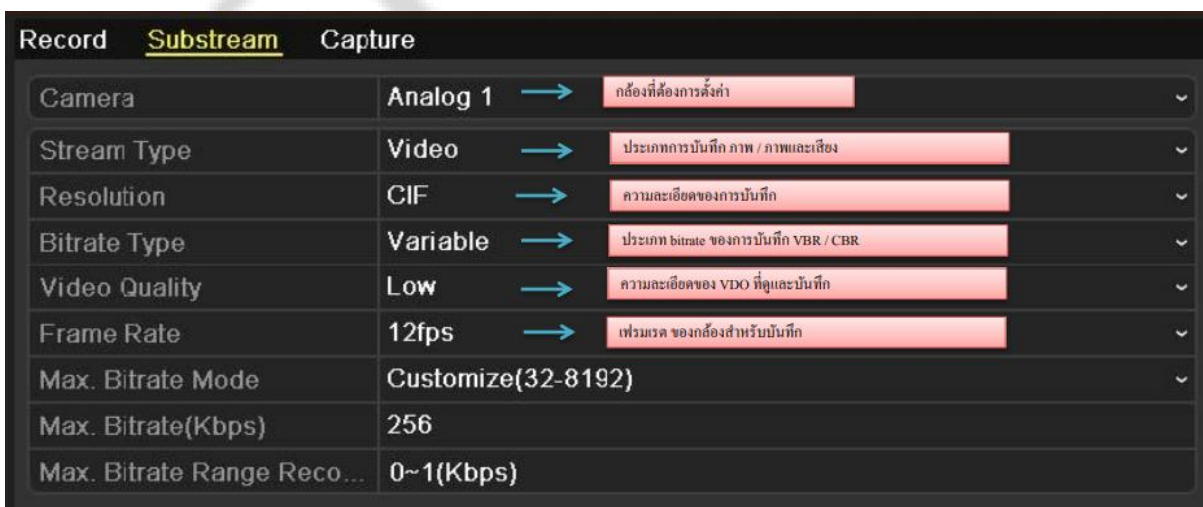 Record Substream Capture
Camera Analog 1 กล้องที่ต้องการตั้งค่า
Stream Type Video ประเภทการบันทึก ภาพ / ภาพและเสียง
Resolution CIF ความละเอียดของการบันทึก
Bitrate Type Variable ประเภท bitrate ของการบันทึก VBR / CBR
Video Quality Low ความละเอียดของ VDO ที่ดูและบันทึก
Frame Rate 12fps เฟรมเรต ของกล้องสำหรับบันทึก
Max. Bitrate Mode Customize(32-8192)
Max. Bitrate(Kbps) 256
Max. Bitrate Range Reco... 0~1(Kbps)